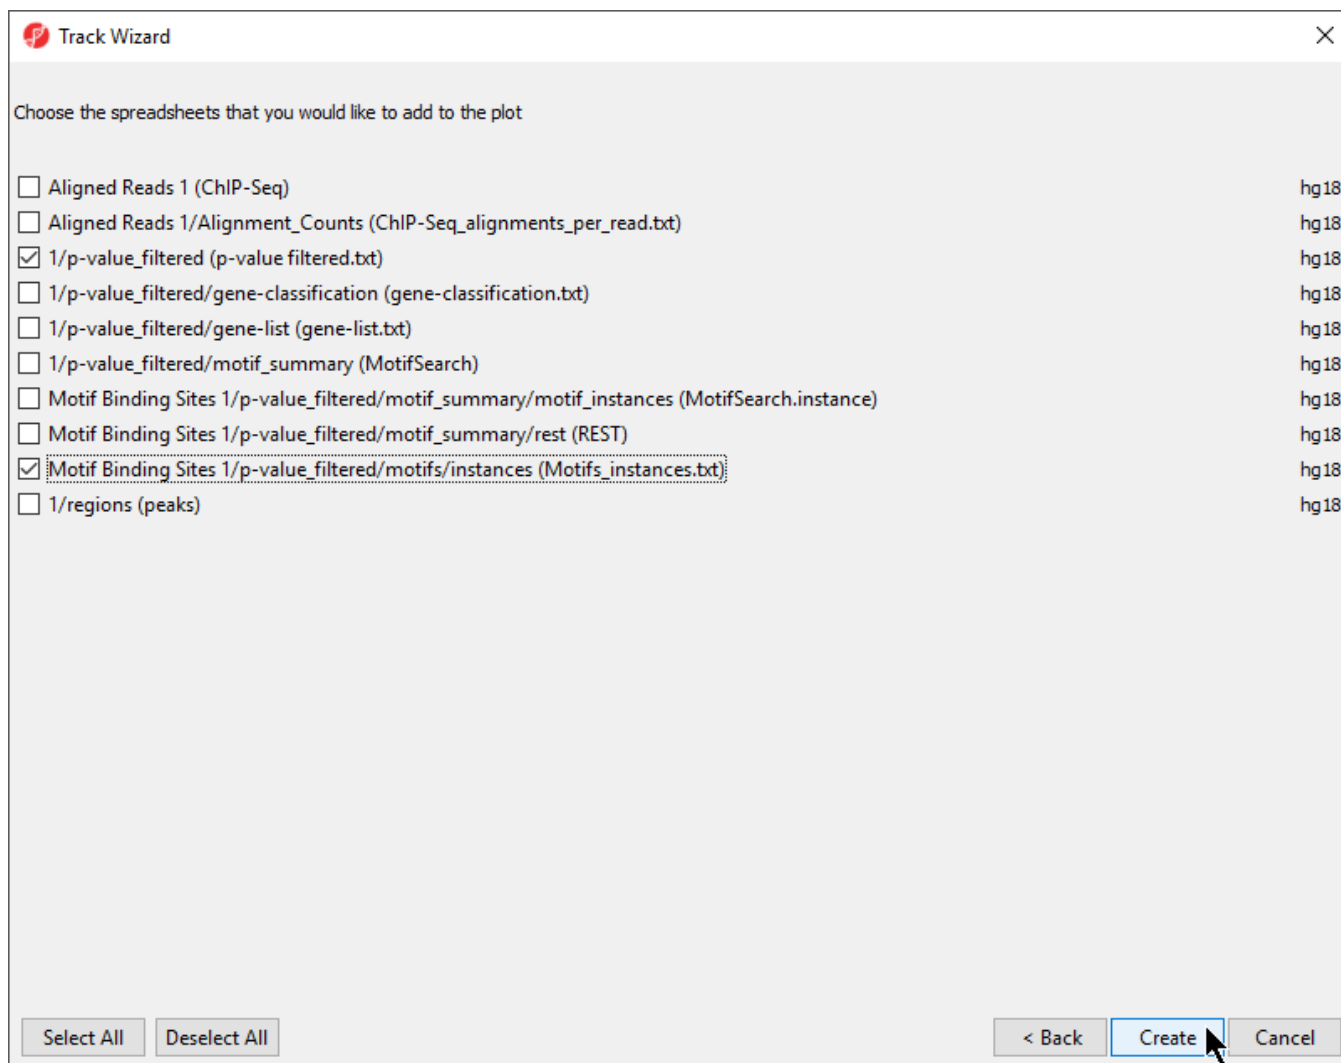 Track Wizard
Choose the spreadsheets that you would like to add to the plot
Aligned Reads 1 (ChIP-Seq) hg18
Aligned Reads 1/Alignment_Counts (ChIP-Seq_alignments_per_read.txt) hg18
1/p-value_filtered (p-value filtered.txt) hg18
1/p-value_filtered/gene-classification (gene-classification.txt) hg18
1/p-value_filtered/gene-list (gene-list.txt) hg18
1/p-value_filtered/motif_summary (MotifSearch) hg18
Motif Binding Sites 1/p-value_filtered/motif_summary/motif_instances (MotifSearch.instance) hg18
Motif Binding Sites 1/p-value_filtered/motif_summary/rest (REST) hg18
Motif Binding Sites 1/p-value_filtered/motifs/instances (Motifs_instances.txt) hg18
1/regions (peaks) hg18
Select All Deselect All < Back Create Cancel